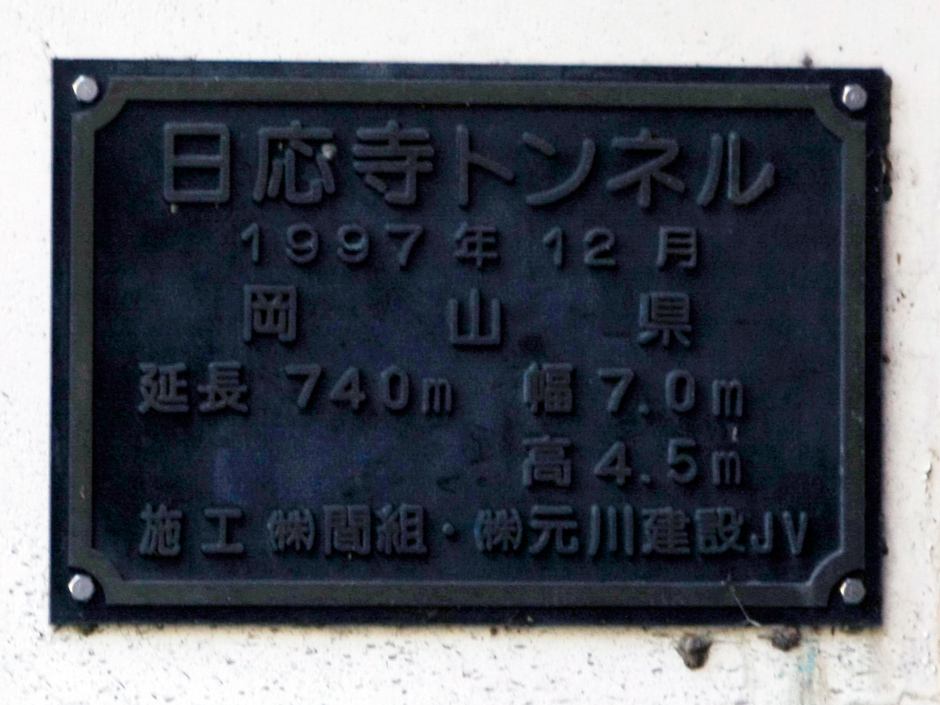 日応寺トンネル
1997年12月
岡山県
延長 740m 幅7.0m
高4.5m
施工 ㈱間組・㈱元川建設JV